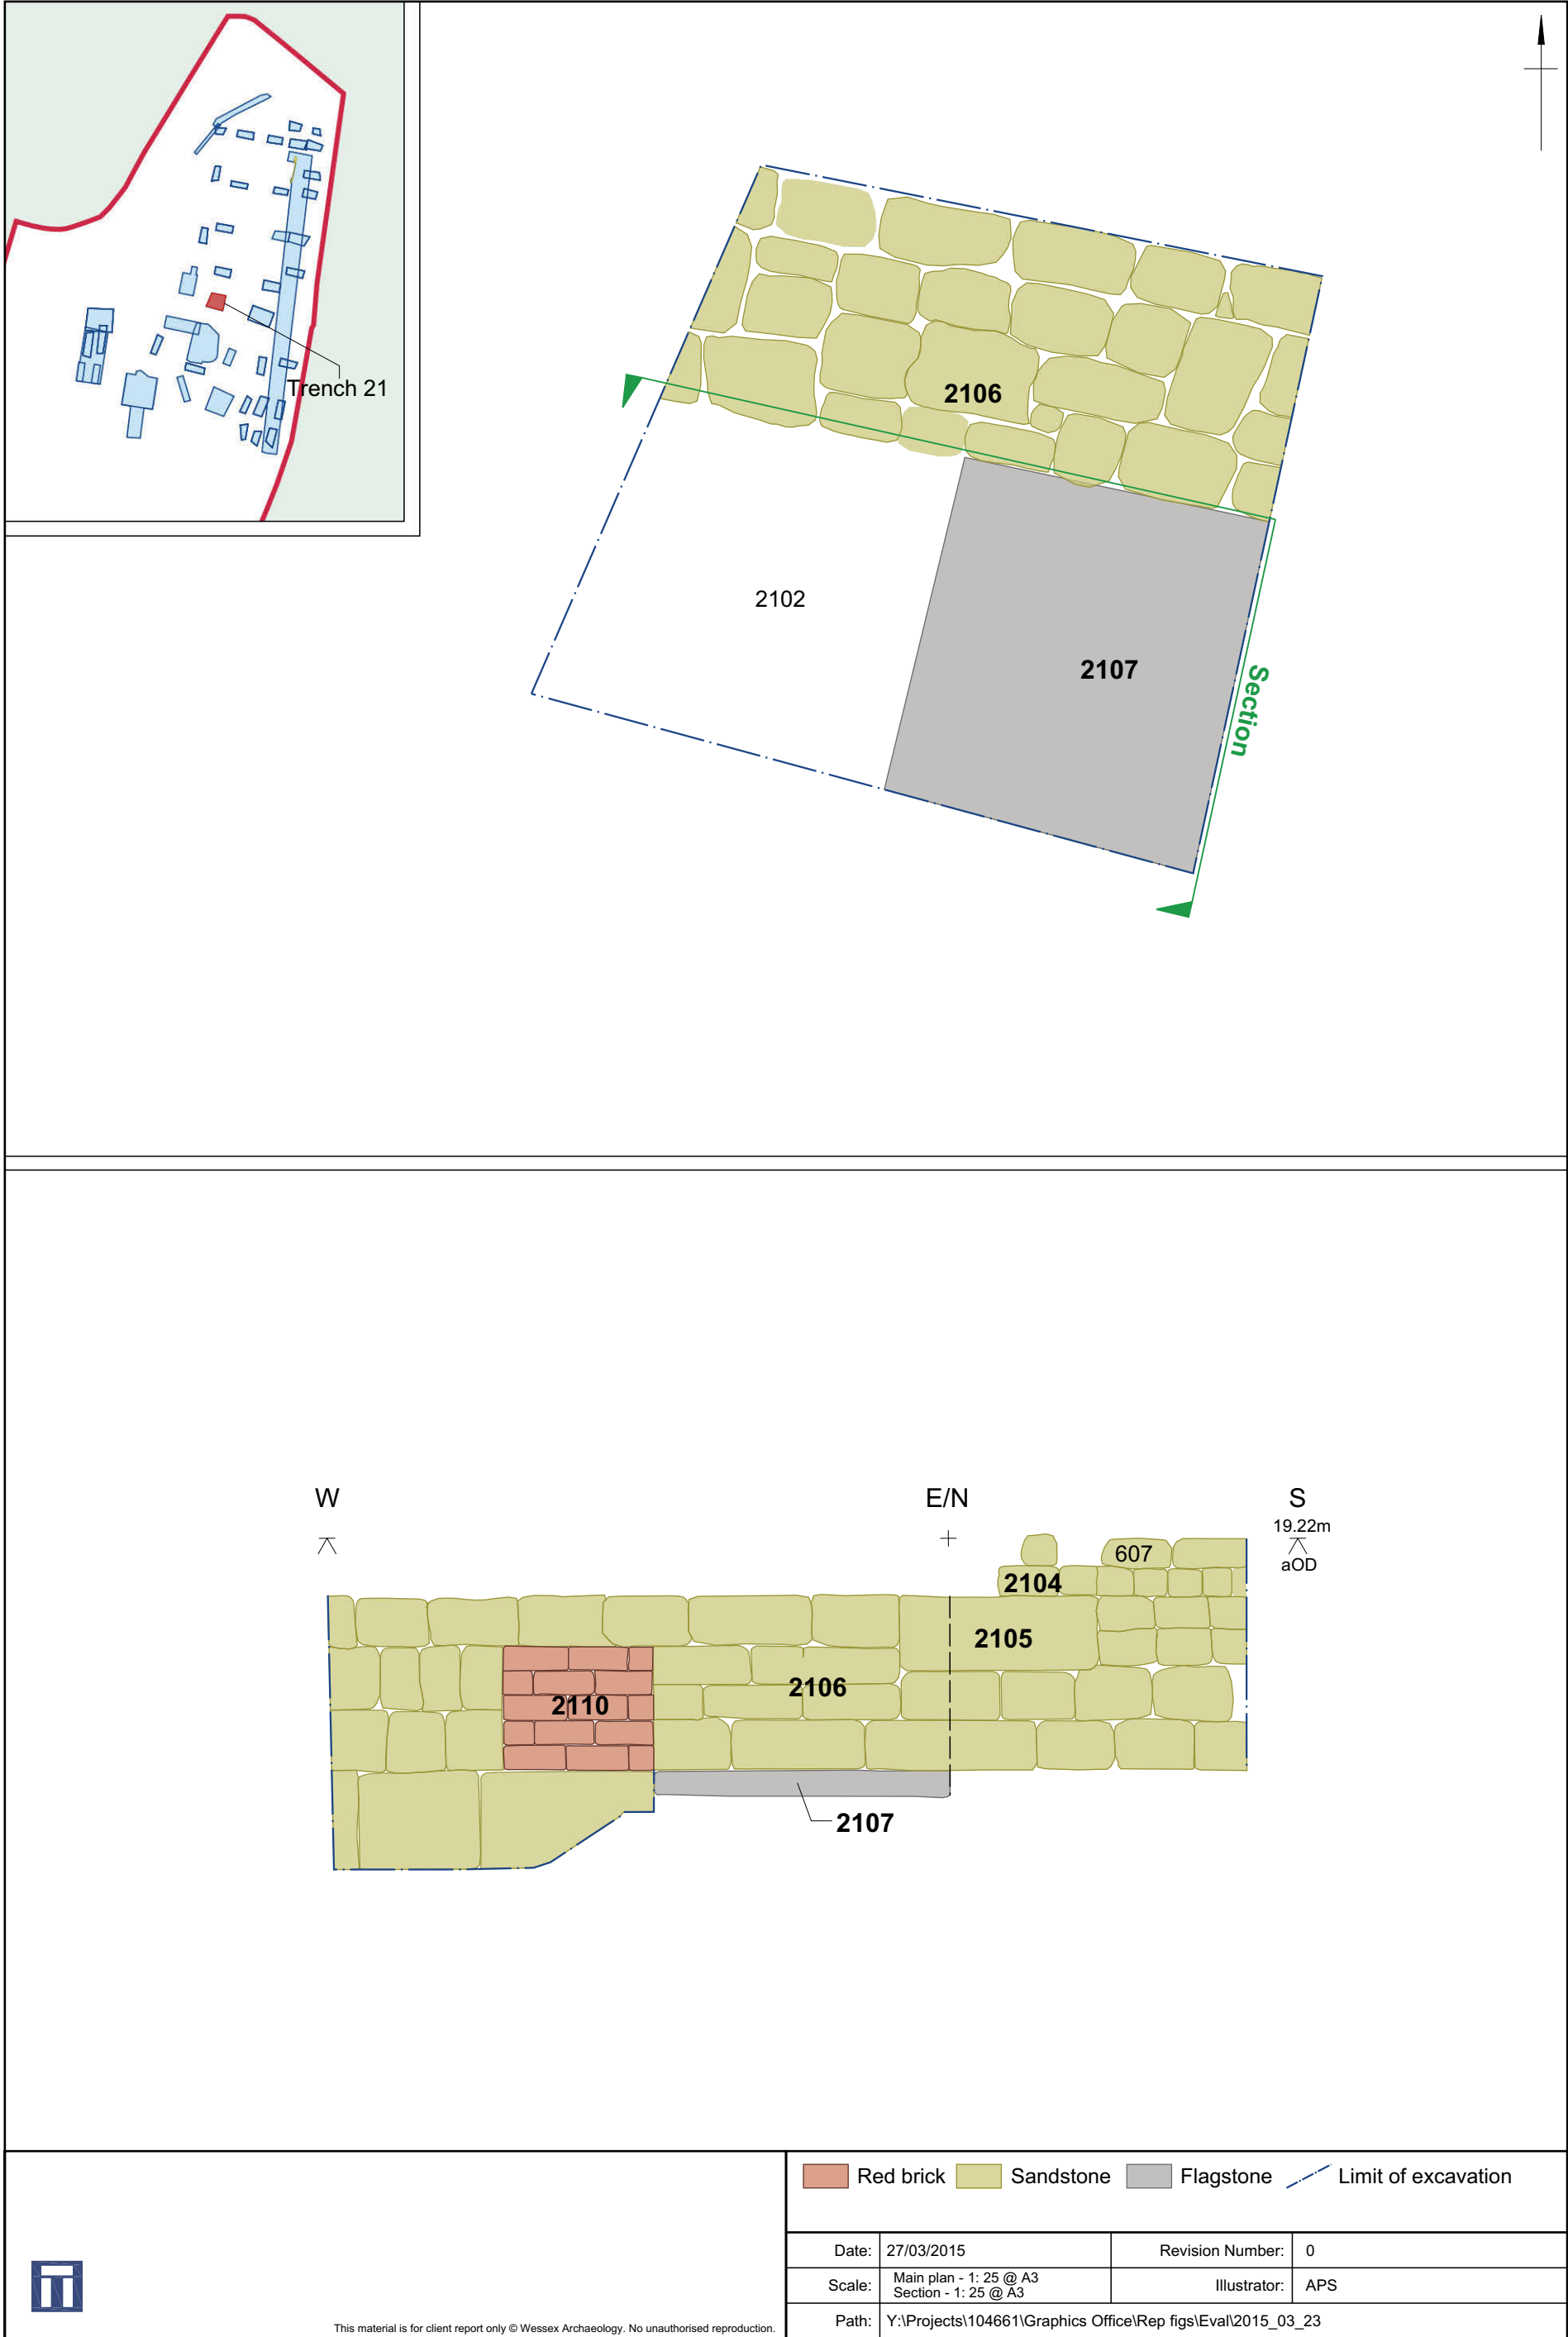 Trench 21
2106
2102
2107
Section
W
E/N
S
19.22m
aOD
607
2104
2105
2106
2110
2107
Red brick
Sandstone
Flagstone
Limit of excavation
Date: 27/03/2015
Revision Number: 0
Scale: Main plan - 1: 25 @ A3
Section - 1: 25 @ A3
Illustrator: APS
Path: Y:\Projects\104661\Graphics Office\Rep figs\Eval\2015_03_23
This material is for client report only © Wessex Archaeology. No unauthorised reproduction.